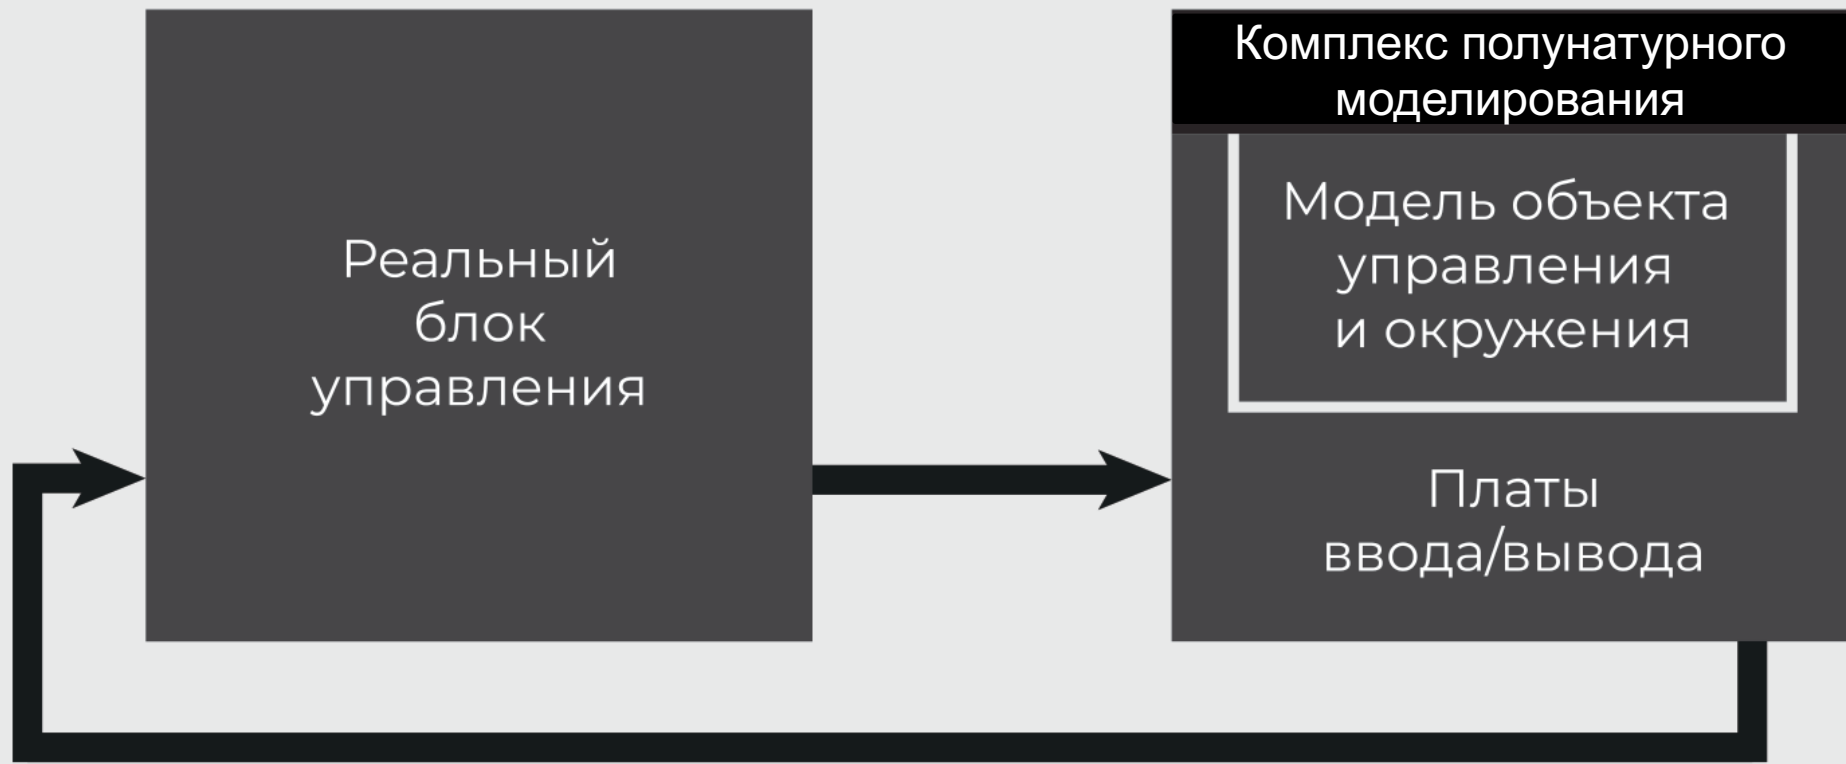 Реальный
блок
управления
Комплекс полунатурного
моделирования
Модель объекта
управления
и окружения
Платы
ввода/вывода